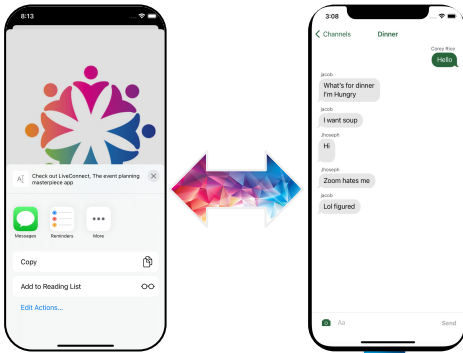 8:13
Check out LiveConnect, The event planning
masterpiece app
Messages
Reminders
More
Copy
Add to Reading List
Edit Actions...
3:08
Channels
Dinner
Carey Rice
Hello
jacob
What's for dinner
I'm Hungry
jacob
I want soup
Jhoseph
Hi
Jhoseph
Zoom hates me
jacob
Lol figured
Aa
Send